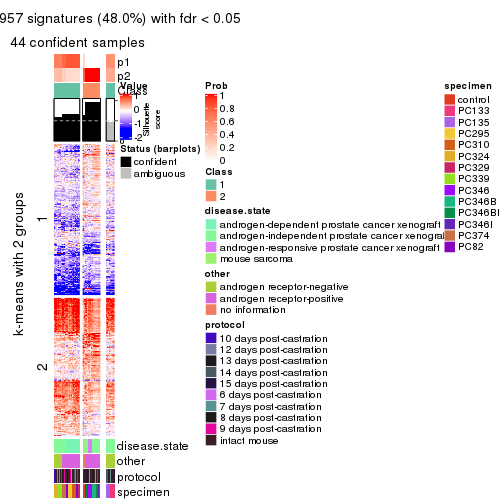 957 signatures (48.0%) with fdr < 0.05
44 confident samples
p1
p2
Class
Value
1
0
-1
-2
Silhouette
score
Status (barplots)
confident
ambiguous
k-means with 2 groups
1
2
disease.state
other
protocol
specimen
Prob
1
0.8
0.6
0.4
0.2
0
Class
1
2
disease.state
androgen-dependent prostate cancer xenograft
androgen-independent prostate cancer xenograft
androgen-responsive prostate cancer xenograft
mouse sarcoma
other
androgen receptor-negative
androgen receptor-positive
no information
protocol
10 days post-castration
12 days post-castration
13 days post-castration
14 days post-castration
15 days post-castration
6 days post-castration
7 days post-castration
8 days post-castration
9 days post-castration
intact mouse
specimen
control
PC133
PC135
PC295
PC310
PC324
PC329
PC339
PC346
PC346B
PC346BI
PC346I
PC374
PC82